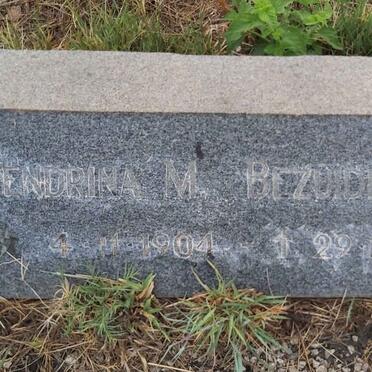 ENDRINA M. BEZUID
4 · 11 · 1904 – 1. 29